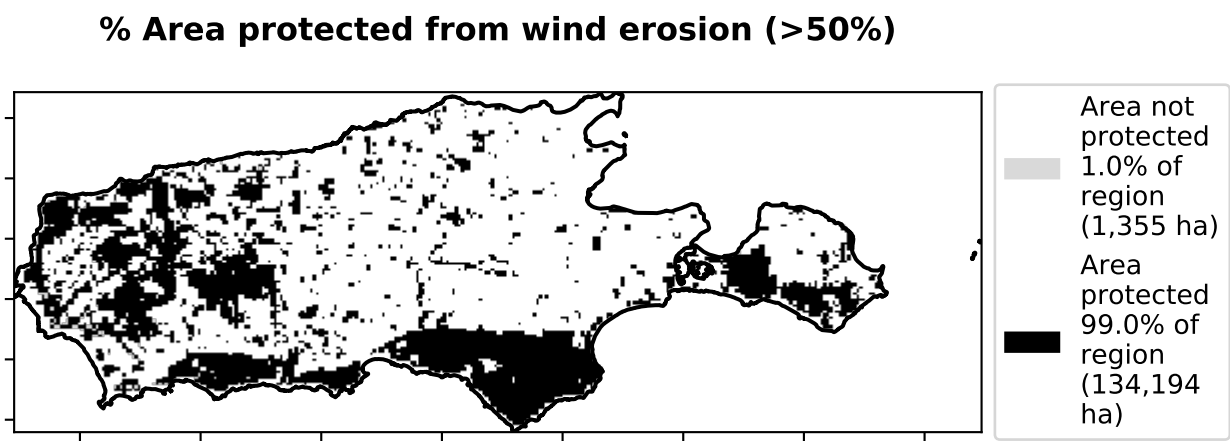 % Area protected from wind erosion (>50%)
Area not
protected
1.0% of
region
(1,355 ha)
Area
protected
99.0% of
region
(134,194
ha)